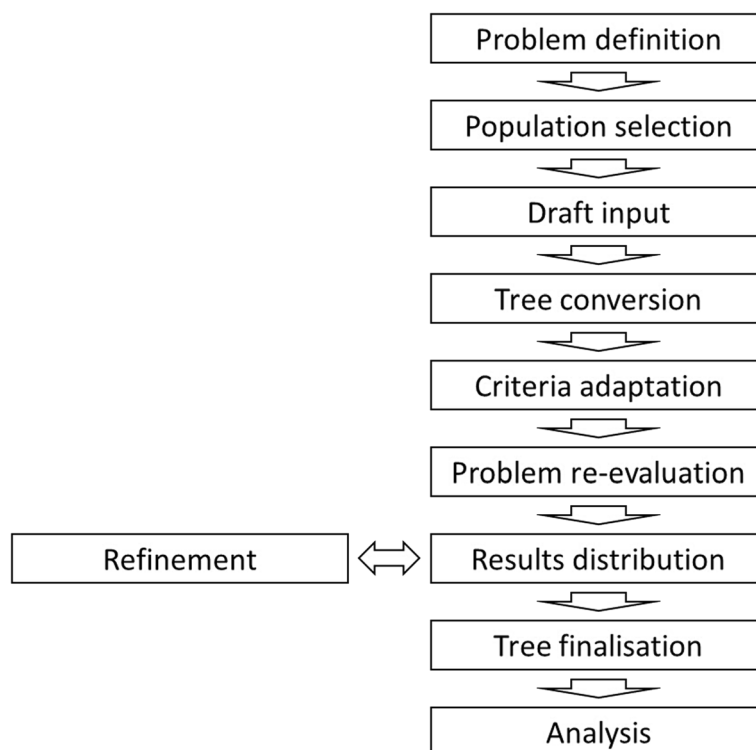 Problem definition
Population selection
Draft input
Tree conversion
Criteria adaptation
Problem re-evaluation
Refinement
Results distribution
Tree finalisation
Analysis